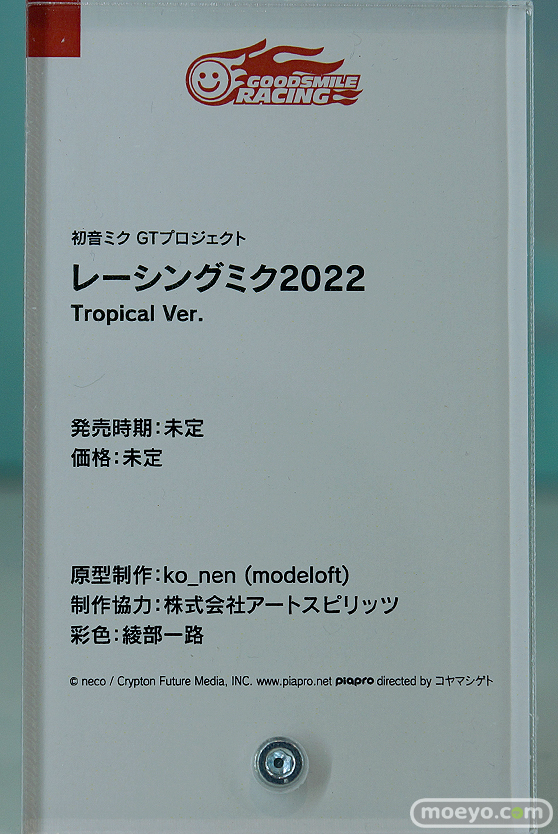 GOODSMILE
RACING
初音ミク GTプロジェクト
レーシングミク2022
Tropical Ver.
発売時期：未定
価格：未定
原型制作：ko_nen (modeloft)
制作協力：株式会社アートスピリッツ
彩色：綾部一路
© neco / Crypton Future Media, INC. www.piapro.net piapro directed by コヤマシゲト
moeyo.com